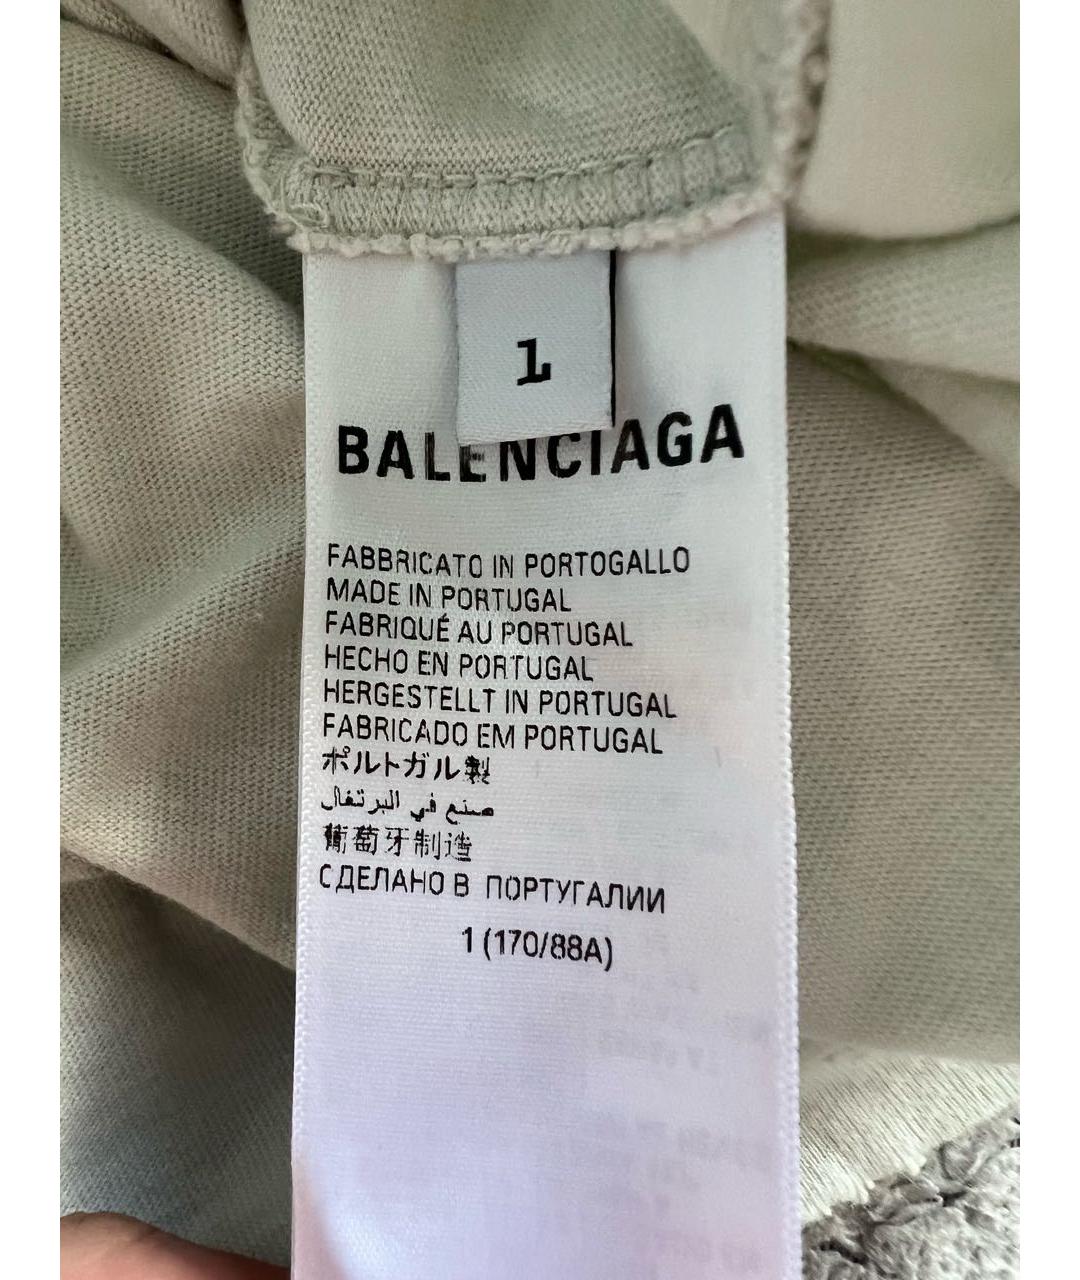 1
BALENCIAGA
FABBRICATO IN PORTOGALLO
MADE IN PORTUGAL
FABRIQUÉ AU PORTUGAL
HECHO EN PORTUGAL
HERGESTELLT IN PORTUGAL
FABRICADO EM PORTUGAL
ポルトガル製
صنع في البرتغال
葡萄牙制造
СДЕЛАНО В ПОРТУГАЛИИ
1 (170/88A)